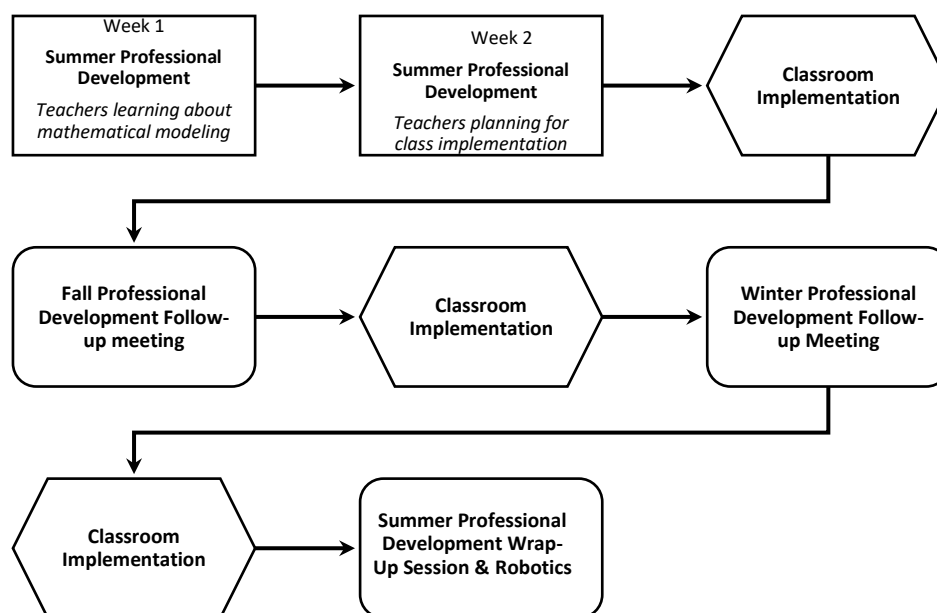 Week 1
Summer Professional
Development
Teachers learning about
mathematical modeling
Week 2
Summer Professional
Development
Teachers planning for
class implementation
Classroom
Implementation
Fall Professional
Development Follow-
up meeting
Classroom
Implementation
Winter Professional
Development Follow-
up Meeting
Classroom
Implementation
Summer Professional
Development Wrap-
Up Session & Robotics